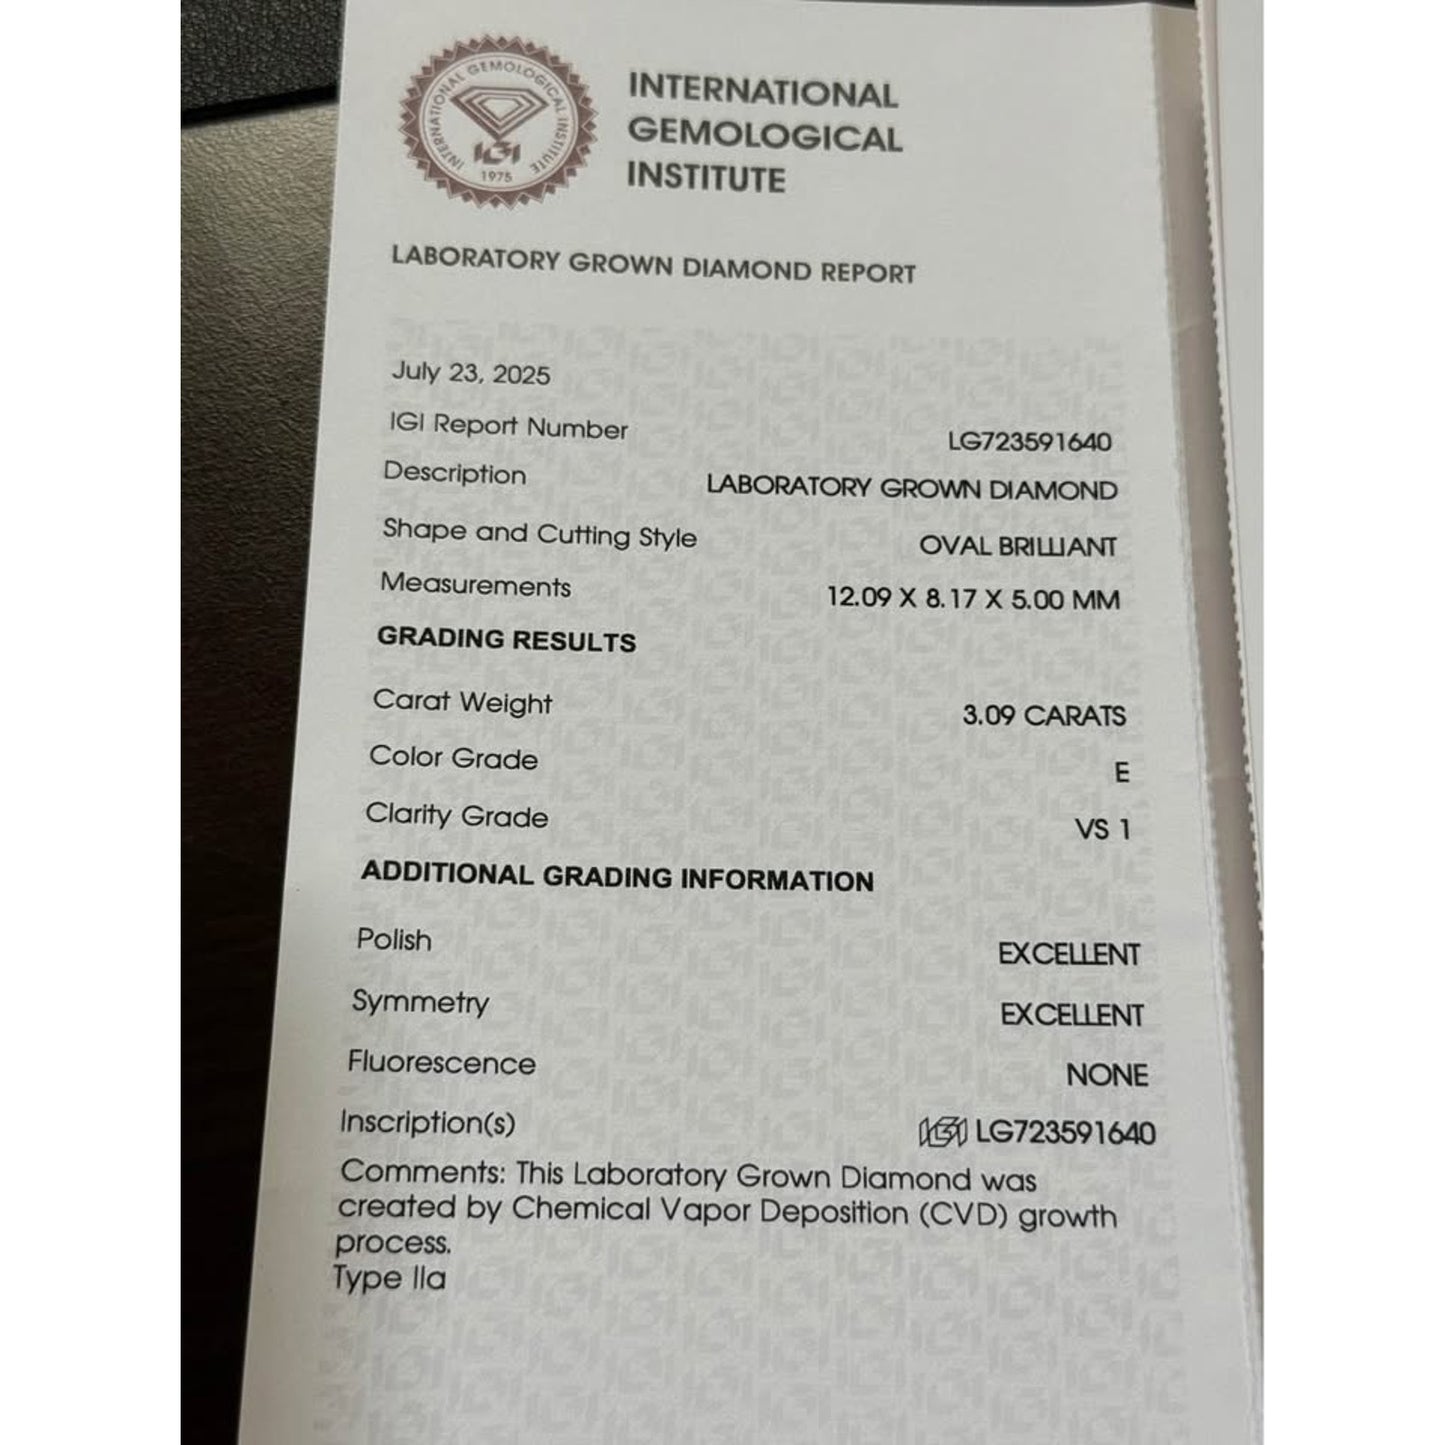 INTERNATIONAL GEMOLOGICAL INSTITUTE
IGI
1975
INTERNATIONAL
GEMOLOGICAL
INSTITUTE
LABORATORY GROWN DIAMOND REPORT
July 23, 2025
IGI Report Number LG723591640
Description LABORATORY GROWN DIAMOND
Shape and Cutting Style OVAL BRILLIANT
Measurements 12.09 X 8.17 X 5.00 MM
GRADING RESULTS
Carat Weight 3.09 CARATS
Color Grade E
Clarity Grade VS 1
ADDITIONAL GRADING INFORMATION
Polish EXCELLENT
Symmetry EXCELLENT
Fluorescence NONE
Inscription(s) IGI LG723591640
Comments: This Laboratory Grown Diamond was
created by Chemical Vapor Deposition (CVD) growth
process.
Type IIa